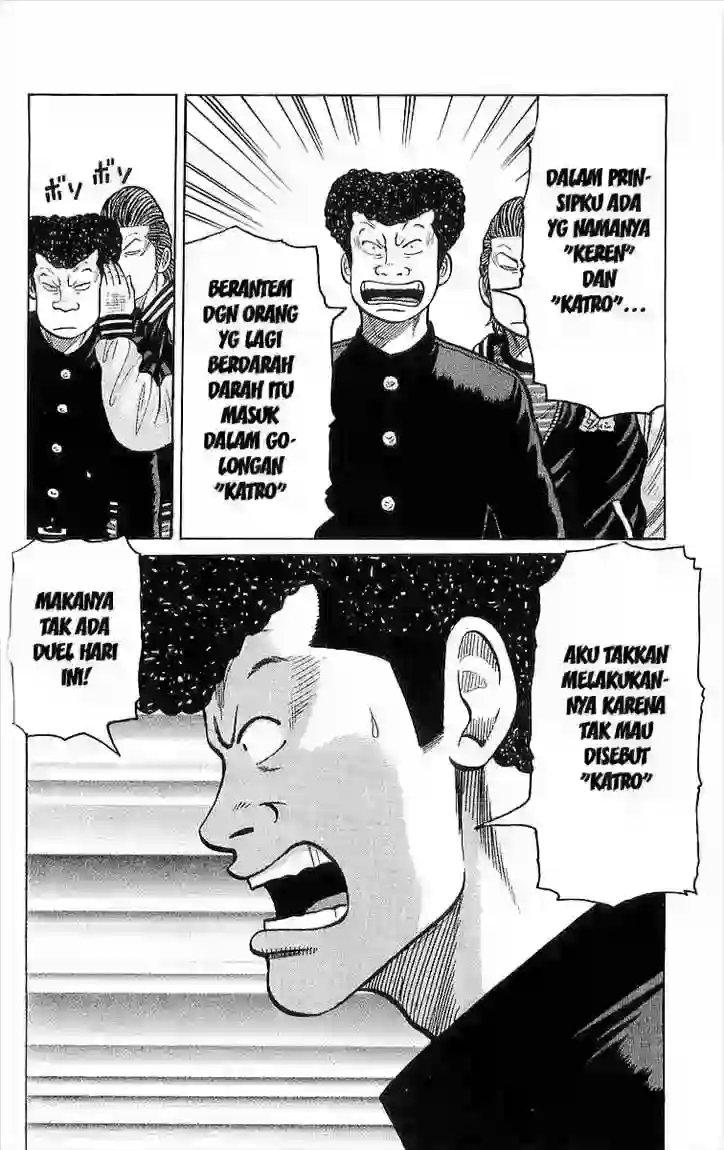 DALAM PRIN-
SIPKU ADA
YG NAMANYA
"KEREN"
DAN
"KATRO"...
BERANTEM
DGN ORANG
YG LAGI
BERDARAH
DARAH ITU
MASUK
DALAM GO-
LONGAN
"KATRO"
ボソ
ボソ
AKU TAKKAN
MELAKUKAN-
NYA KARENA
TAK MAU
DISEBUT
"KATRO"
MAKANYA
TAK ADA
DUEL HARI
INI!